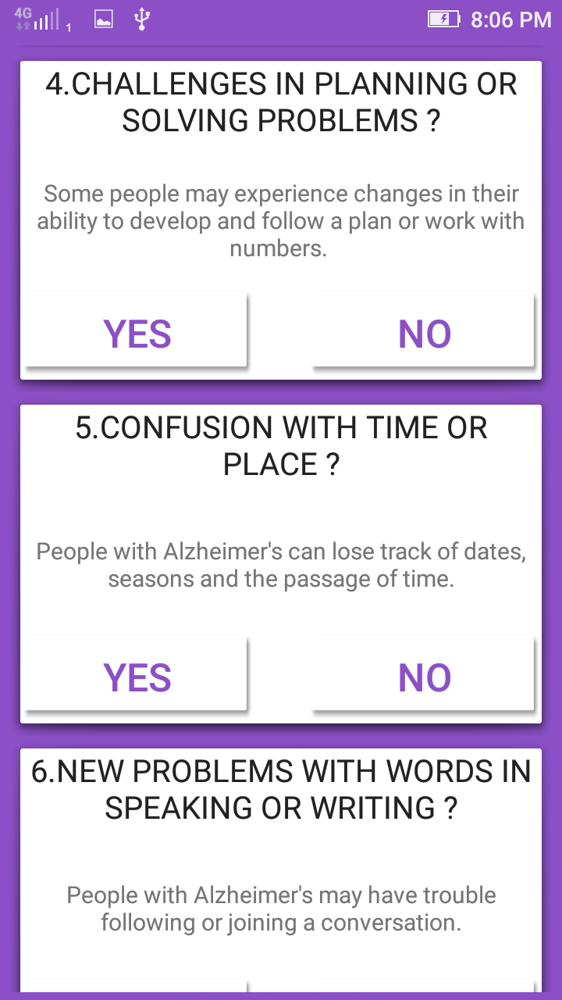 4G 1 8:06 PM
4.CHALLENGES IN PLANNING OR
SOLVING PROBLEMS ?
Some people may experience changes in their
ability to develop and follow a plan or work with
numbers.
YES NO
5.CONFUSION WITH TIME OR
PLACE ?
People with Alzheimer's can lose track of dates,
seasons and the passage of time.
YES NO
6.NEW PROBLEMS WITH WORDS IN
SPEAKING OR WRITING ?
People with Alzheimer's may have trouble
following or joining a conversation.